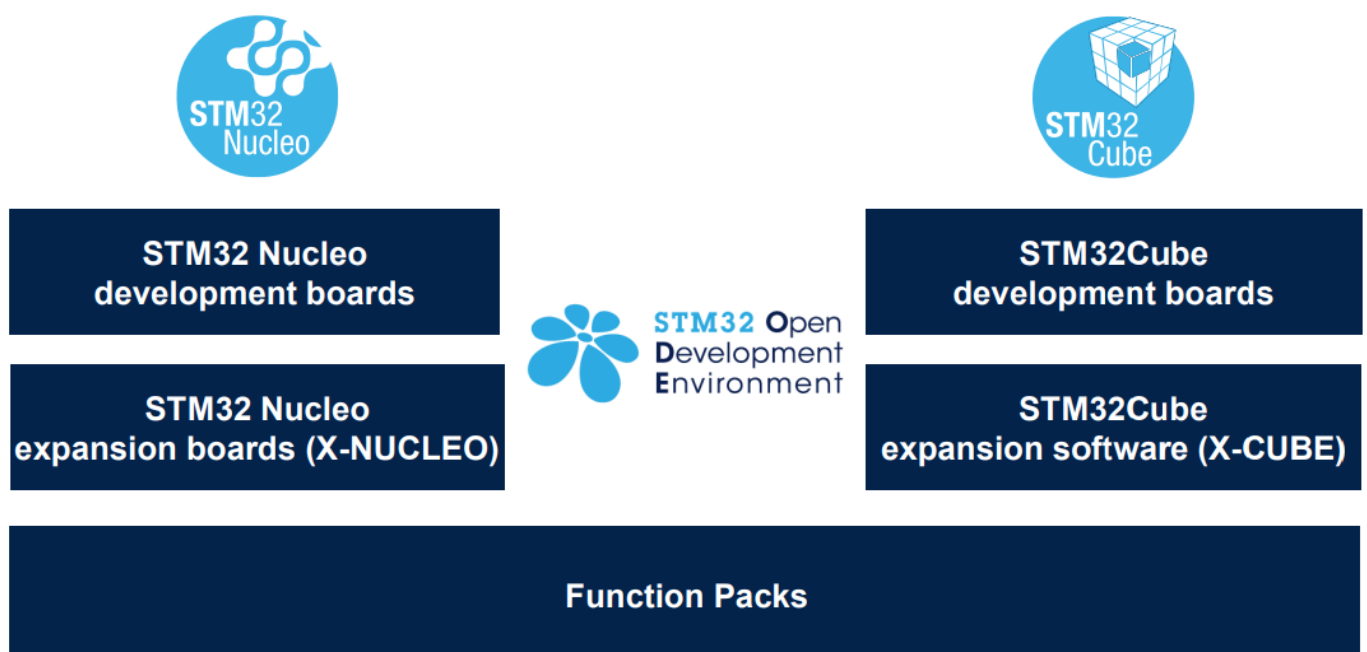 STM32
Nucleo
STM32
Cube
STM32 Nucleo
development boards
STM32Cube
development boards
STM32 Open
Development
Environment
STM32 Nucleo
expansion boards (X-NUCLEO)
STM32Cube
expansion software (X-CUBE)
Function Packs